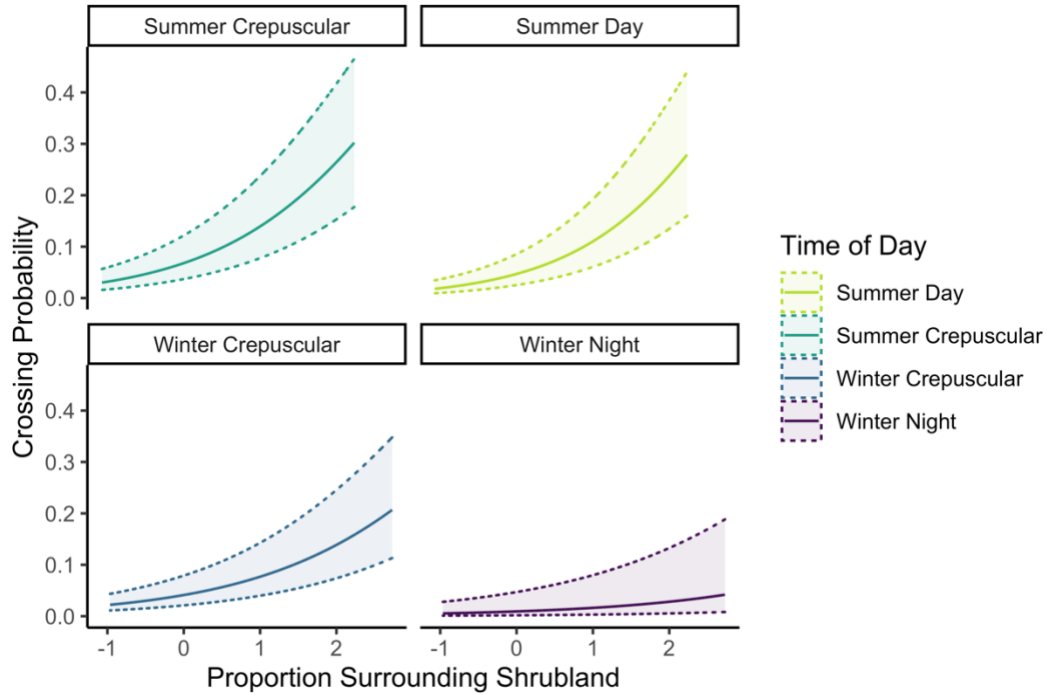 Summer Crepuscular
Summer Day
0.4
0.3
0.2
0.1
0.0
Winter Crepuscular
Winter Night
0.4
0.3
0.2
0.1
0.0
-1 0 1 2
-1 0 1 2
Crossing Probability
Proportion Surrounding Shrubland
Time of Day
Summer Day
Summer Crepuscular
Winter Crepuscular
Winter Night